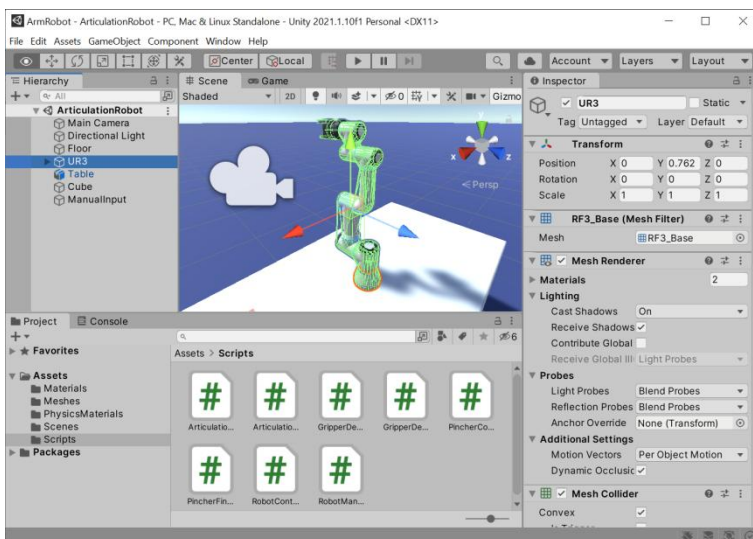 ArmRobot - ArticulationRobot - PC, Mac & Linux Standalone - Unity 2021.1.10f1 Personal <DX11>
File Edit Assets GameObject Component Window Help
Center Local Account Layers Layout
Hierarchy
All
ArticulationRobot
Main Camera
Directional Light
Floor
UR3
Table
Cube
ManualInput
Scene Game
Shaded 2D 0 Gizmo
x z
Persp
Project Console
6
Favorites
Assets
Materials
Meshes
PhysicsMaterials
Scenes
Scripts
Packages
Assets > Scripts
Articulatio... Articulatio... GripperDe... GripperDe... PincherCo...
PincherFin... RobotCont... RobotMan...
Inspector
UR3 Static
Tag Untagged Layer Default
Transform
Position X 0 Y 0.762 Z 0
Rotation X 0 Y 0 Z 0
Scale X 1 Y 1 Z 1
RF3_Base (Mesh Filter)
Mesh RF3_Base
Mesh Renderer
Materials 2
Lighting
Cast Shadows On
Receive Shadows
Contribute Global
Receive Global Ill Light Probes
Probes
Light Probes Blend Probes
Reflection Probes Blend Probes
Anchor Override None (Transform)
Additional Settings
Motion Vectors Per Object Motion
Dynamic Occlusic
Mesh Collider
Convex